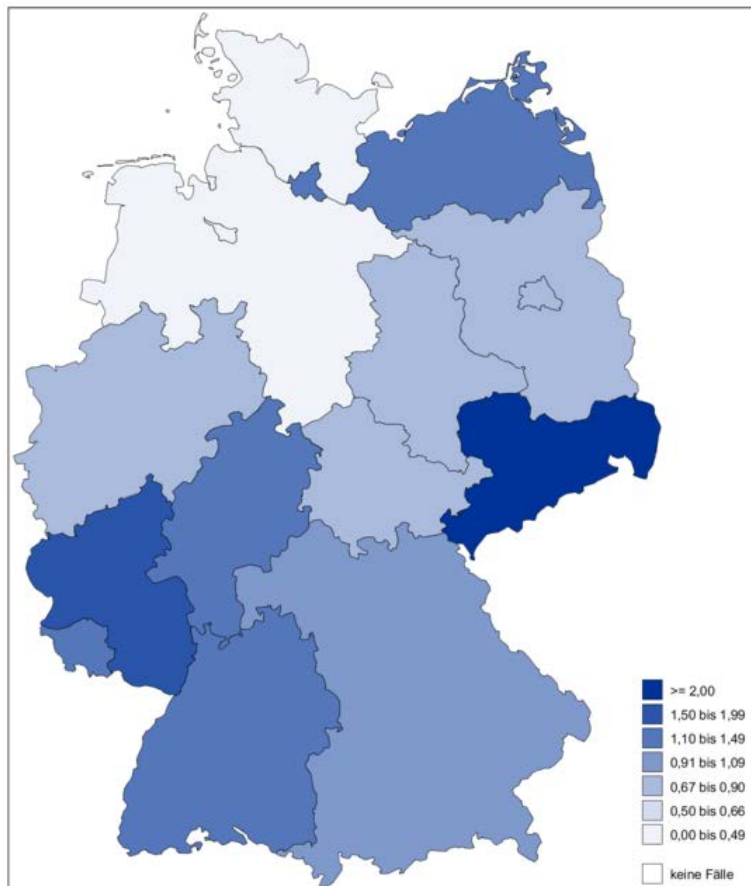 >= 2,00
1,50 bis 1,99
1,10 bis 1,49
0,91 bis 1,09
0,67 bis 0,90
0,50 bis 0,66
0,00 bis 0,49
keine Fälle